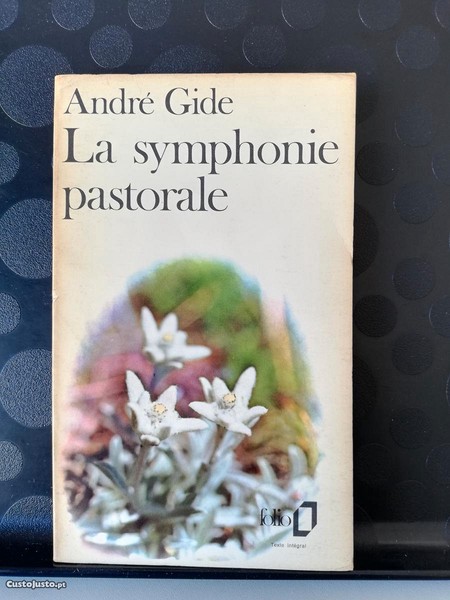 André Gide
La symphonie
pastorale
folio
Texte intégral
CustoJusto.pt